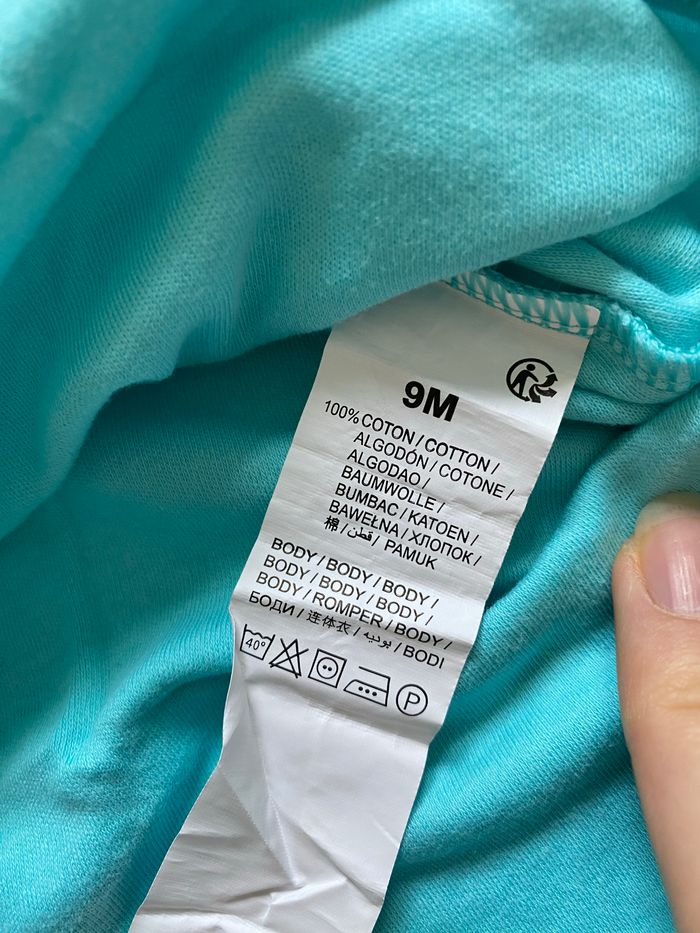 9M
100% COTON / COTTON /
ALGODÓN / COTONE /
ALGODAO /
BAUMWOLLE /
BUMBAC / KATOEN /
BAWEŁNA / ХЛОПОК /
棉 / قطن / PAMUK
BODY / BODY / BODY /
BODY / BODY / BODY /
BODY / ROMPER / BODY /
БОДИ / 连体衣 / بوديه / BODI
40°
P